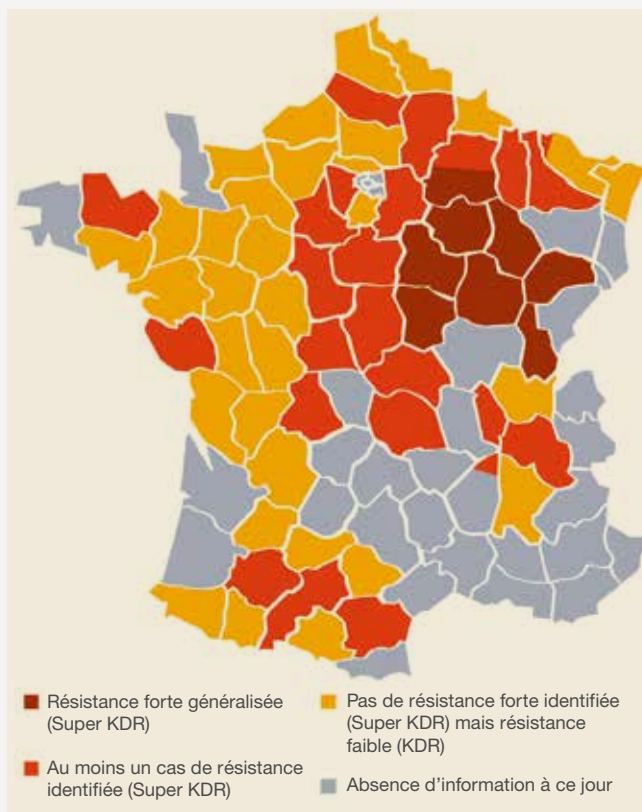 Résistance forte généralisée
(Super KDR)
Au moins un cas de résistance
identifiée (Super KDR)
Pas de résistance forte identifiée
(Super KDR) mais résistance
faible (KDR)
Absence d'information à ce jour